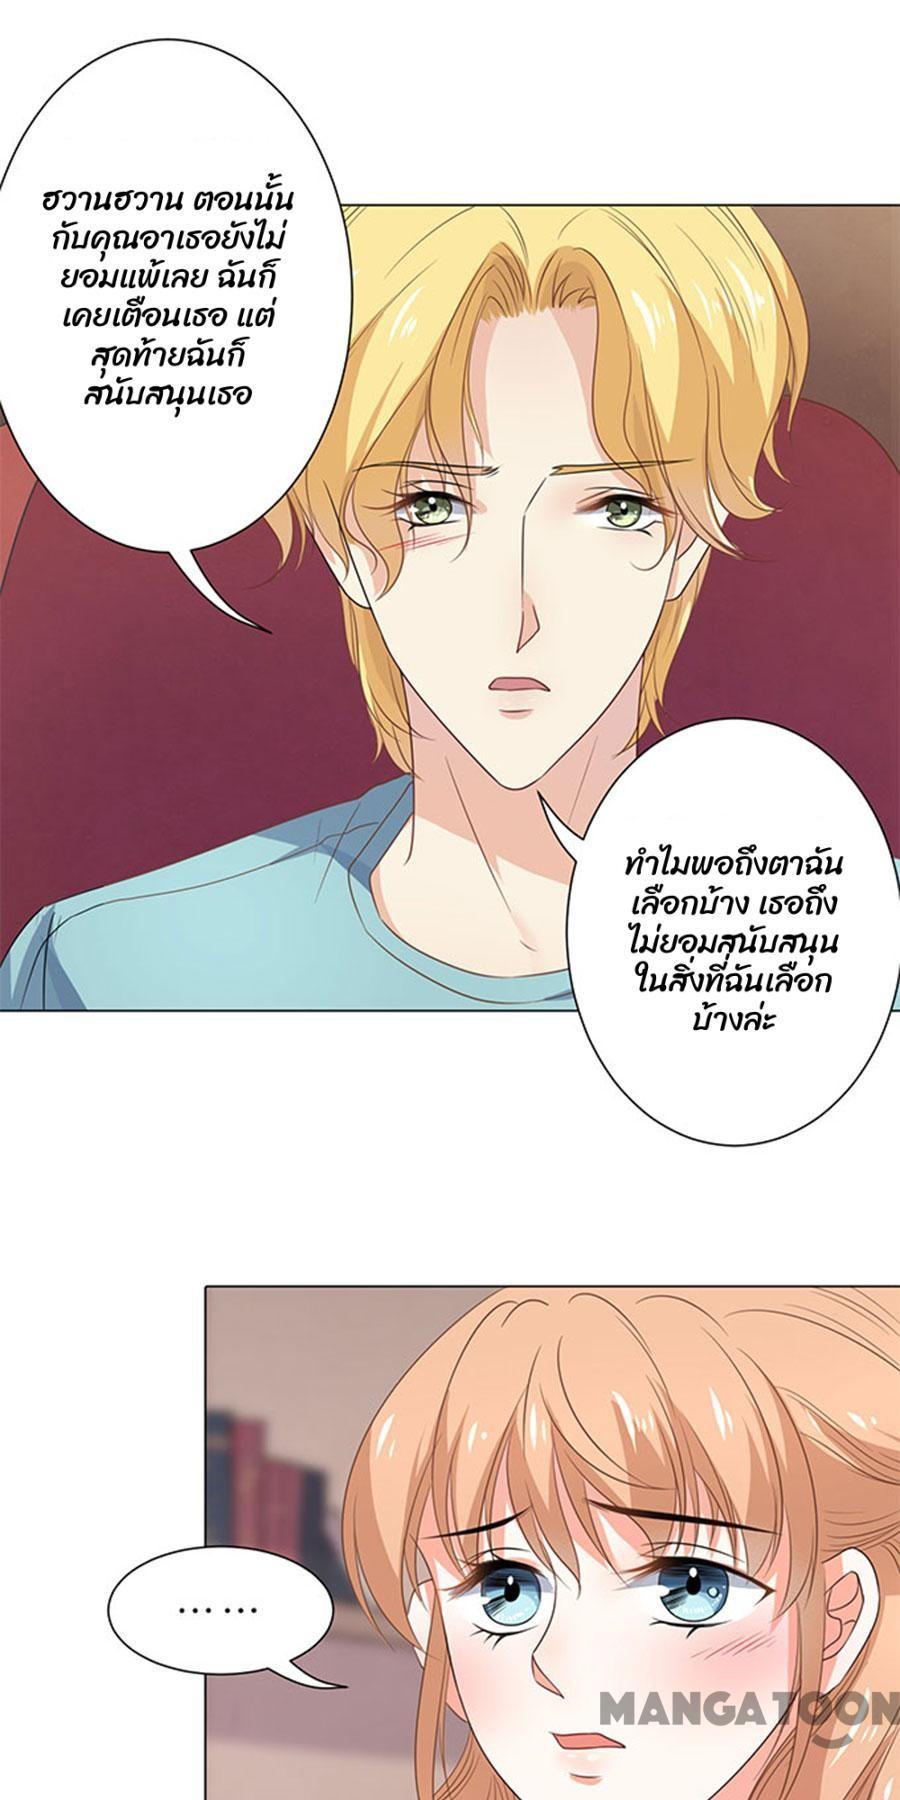 ฮวานฮวาน ตอนนั้น
กับคุณอาเธอยังไม่
ยอมแพ้เลย ฉันก็
เคยเตือนเธอ แต่
สุดท้ายฉันก็
สนับสนุนเธอ
ทำไมพอถึงตาฉัน
เลือกบ้าง เธอถึง
ไม่ยอมสนับสนุน
ในสิ่งที่ฉันเลือก
บ้างล่ะ
... ...
MANGATOON